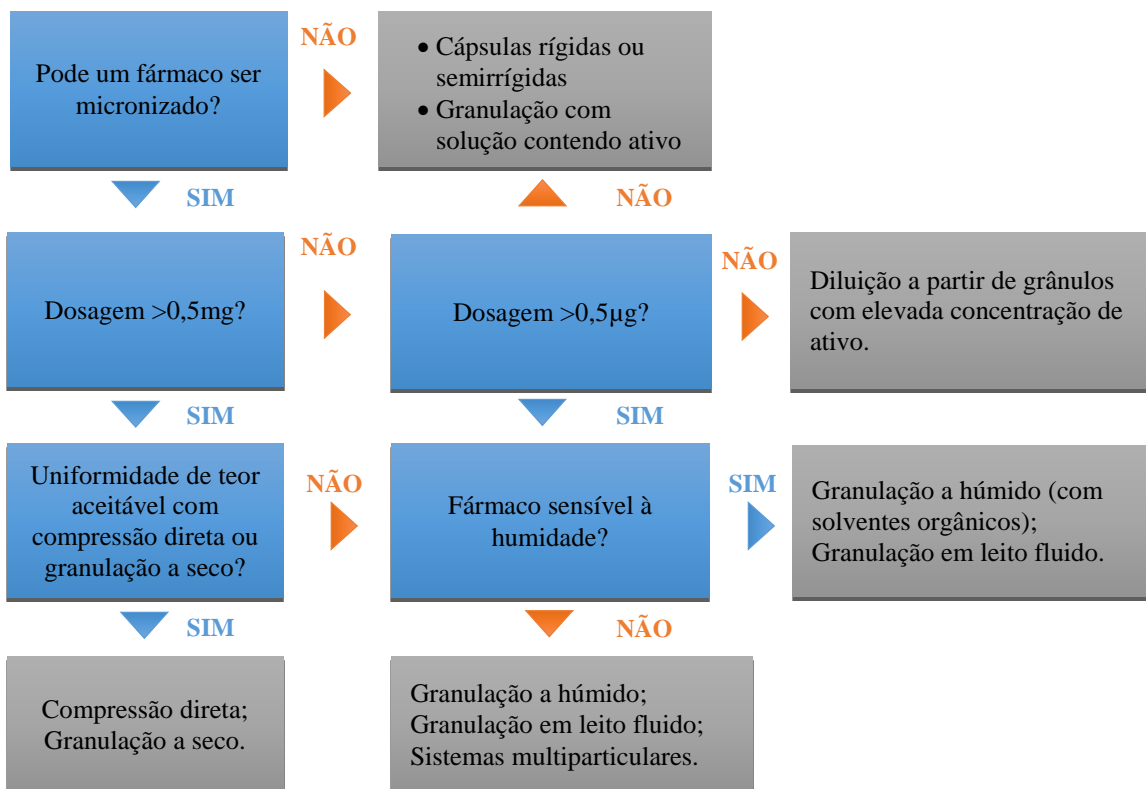 NÃO
Pode um fármaco ser
micronizado?
• Cápsulas rígidas ou
semirrígidas
• Granulação com
solução contendo ativo
SIM
NÃO
NÃO
NÃO
Dosagem >0,5mg?
Dosagem >0,5µg?
Diluição a partir de grânulos
com elevada concentração de
ativo.
SIM
SIM
Uniformidade de teor
aceitável com
compressão direta ou
granulação a seco?
NÃO
Fármaco sensível à
humidade?
SIM
Granulação a húmido (com
solventes orgânicos);
Granulação em leito fluido.
SIM
NÃO
Compressão direta;
Granulação a seco.
Granulação a húmido;
Granulação em leito fluido;
Sistemas multiparticulares.